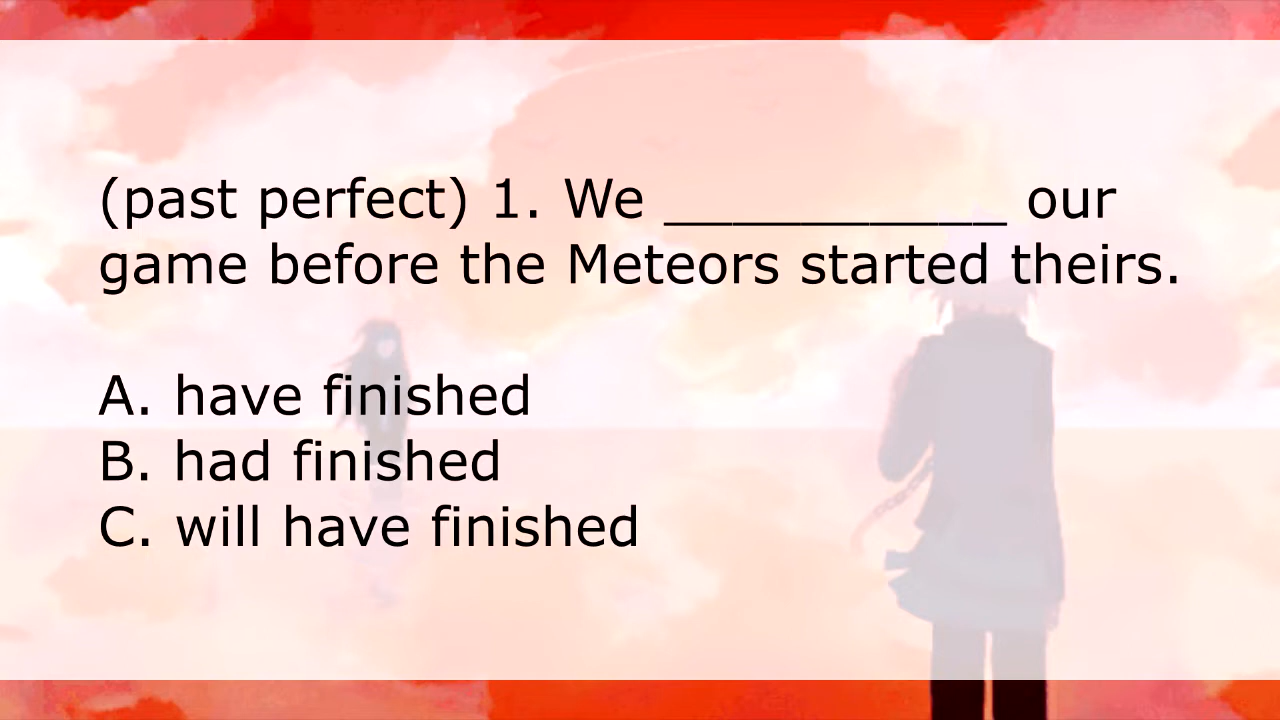 (past perfect) 1. We __________ our
game before the Meteors started theirs.
A. have finished
B. had finished
C. will have finished